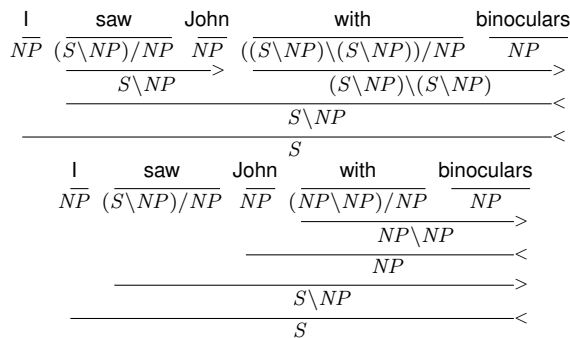 I saw John with binoculars
NP (S\NP)/NP NP ((S\NP)\(S\NP))/NP NP
> >
S\NP (S\NP)\(S\NP)
<
S\NP
<
S
I saw John with binoculars
NP (S\NP)/NP NP (NP\NP)/NP NP
>
NP\NP
<
NP
>
S\NP
<
S